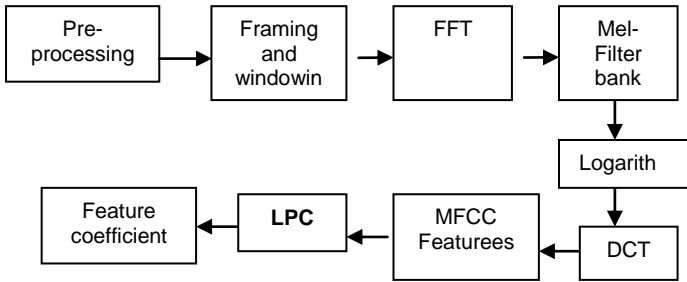 Pre-
processing
Framing
and
windowin
FFT
Mel-
Filter
bank
Logarith
DCT
MFCC
Featurees
LPC
Feature
coefficient